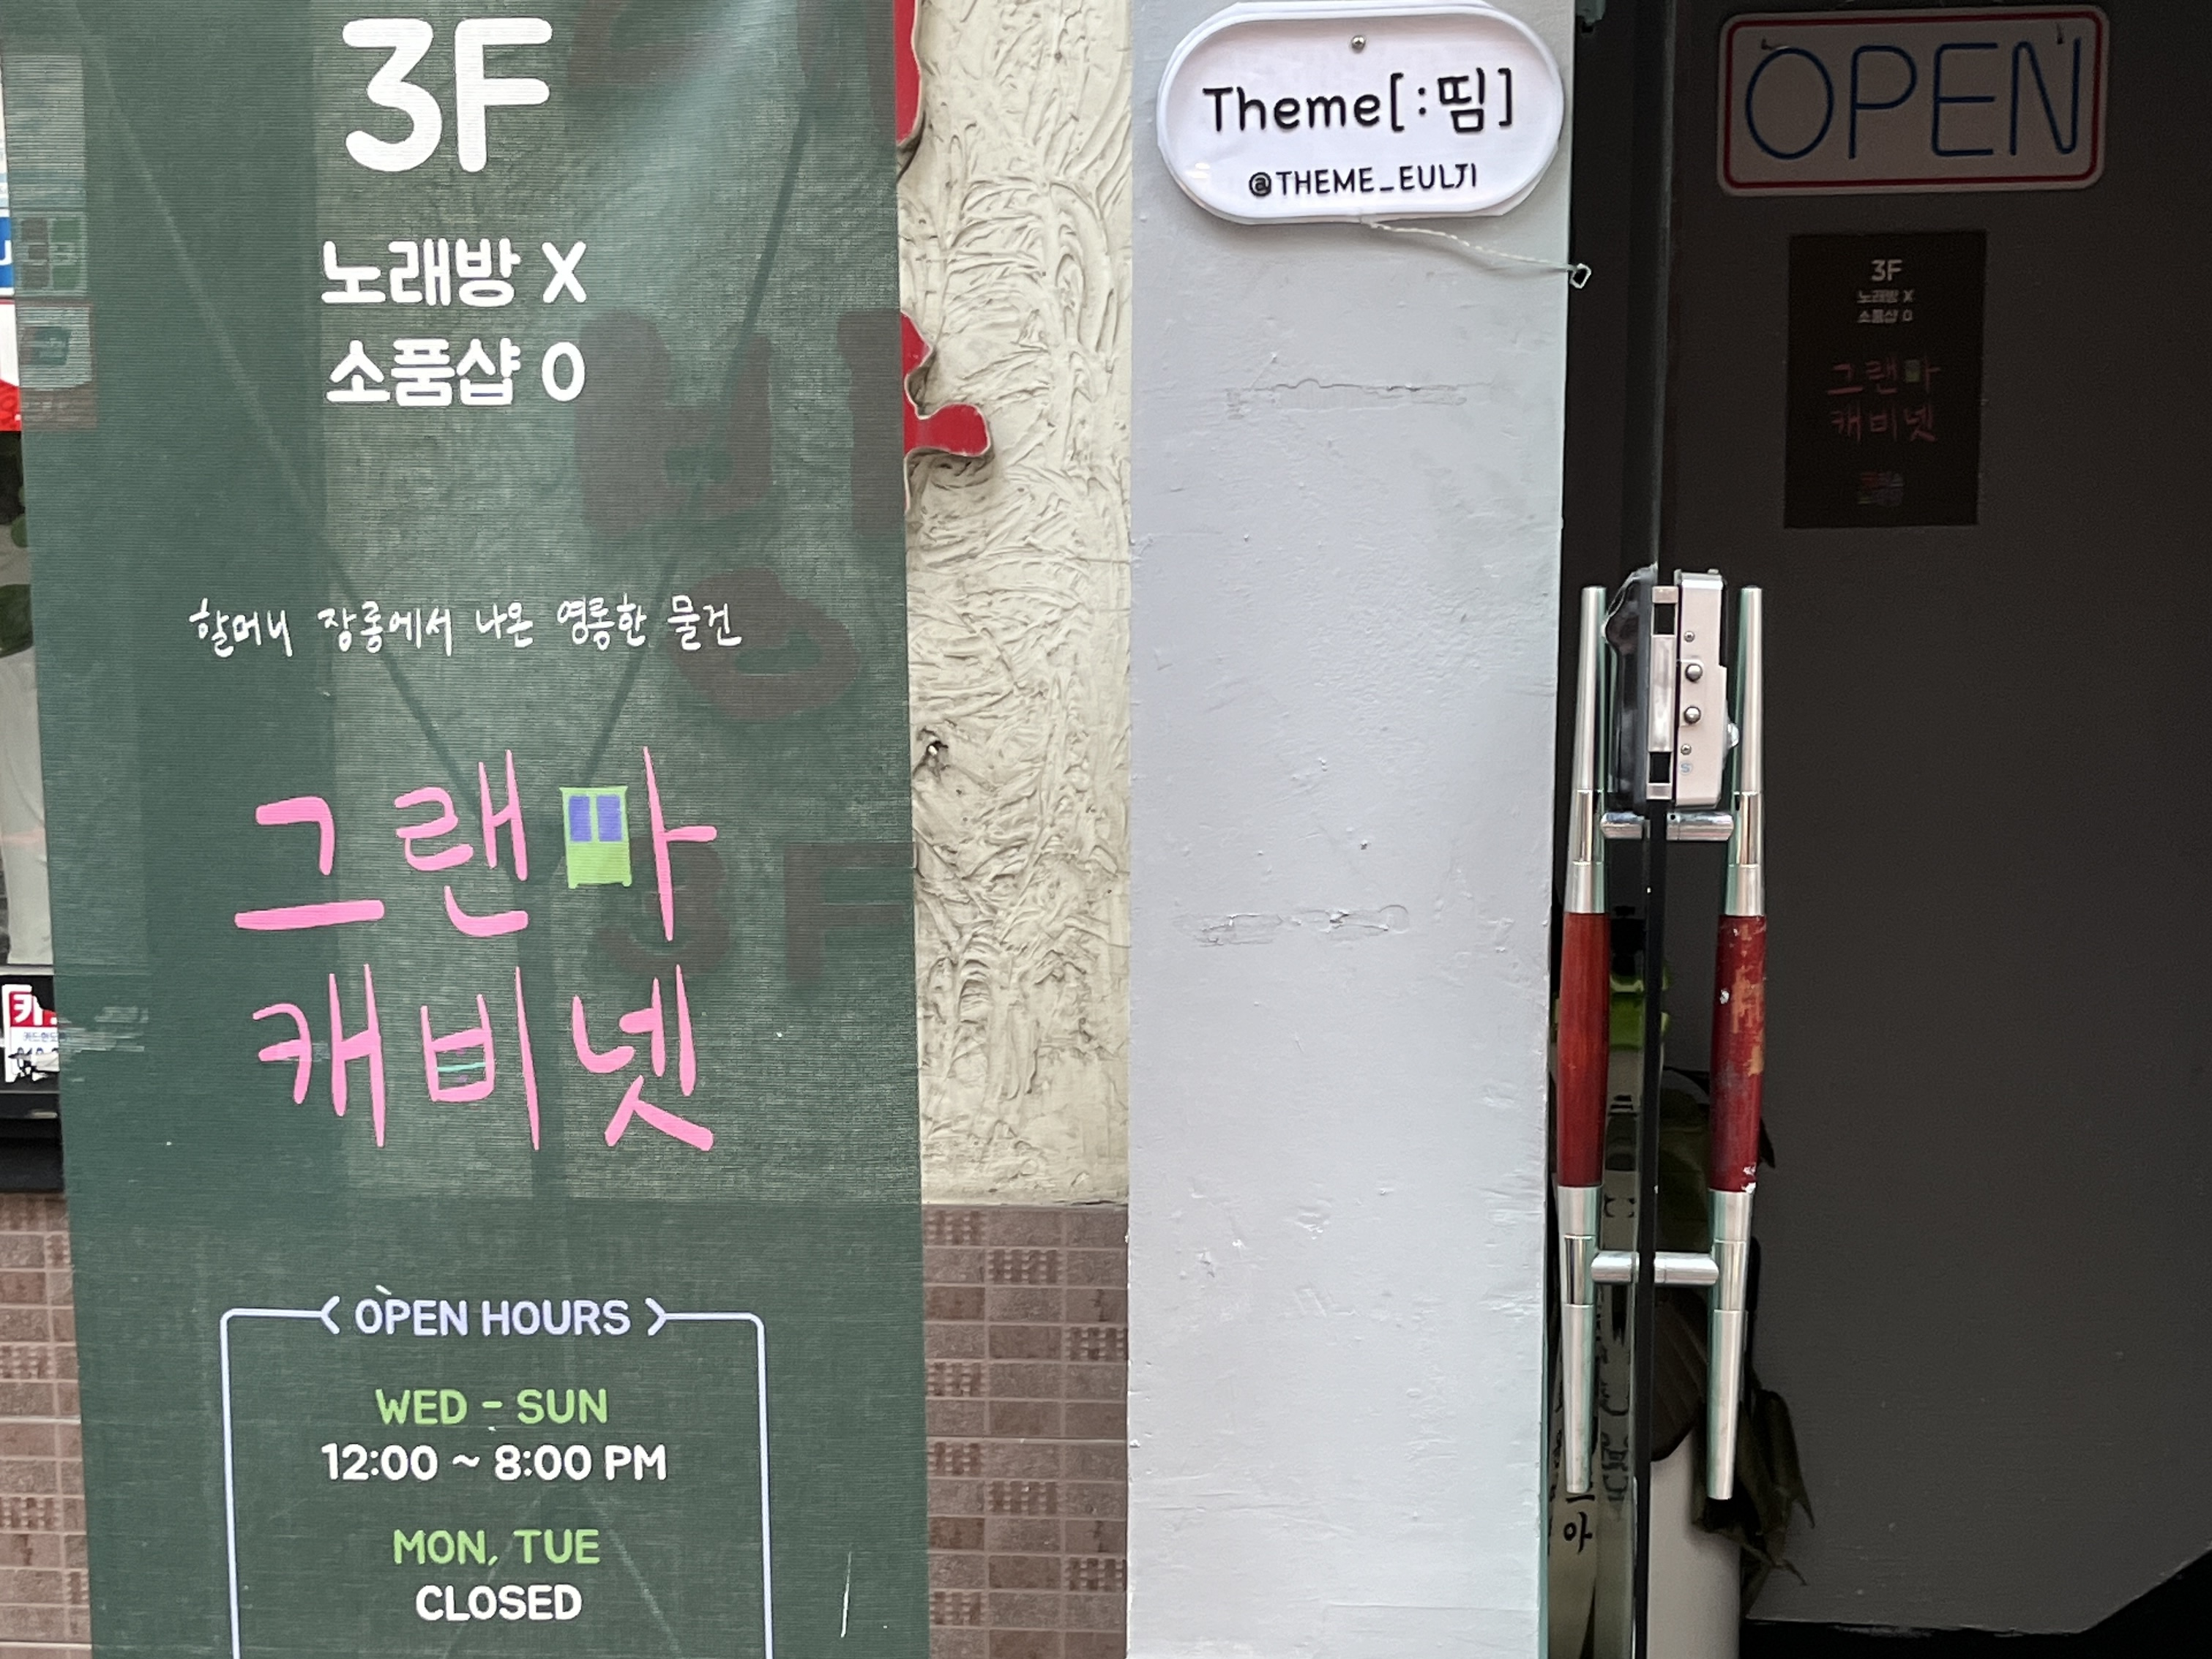 3F
노래방 X
소품샵 O
할머니 장롱에서 나온 영롱한 물건
그랜마
캐비넷
OPEN HOURS
WED - SUN
12:00 ~ 8:00 PM
MON, TUE
CLOSED
Theme[:띰]
@THEME_EULJI
OPEN
3F
노래방 X
소품샵 O
그랜마
캐비넷
아